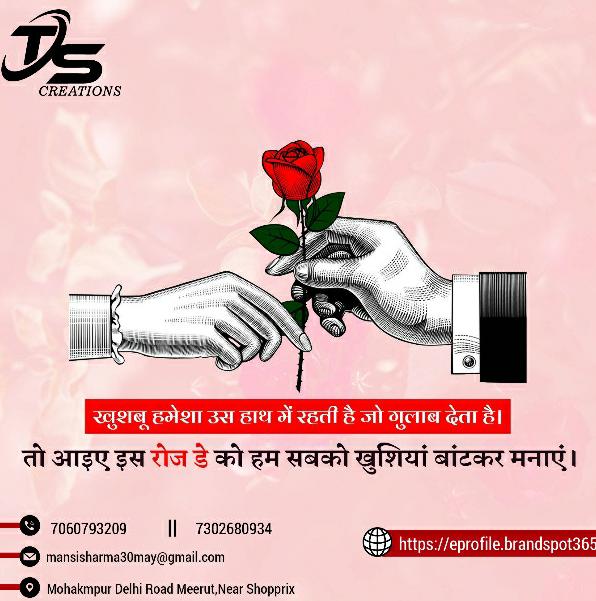 TS
CREATIONS
खुशबू हमेशा उस हाथ में रहती है जो गुलाब देता है।
तो आइए इस रोज डे को हम सबको खुशियां बांटकर मनाएं।
7060793209 || 7302680934
mansisharma30may@gmail.com
https://eprofile.brandspot365
Mohakmpur Delhi Road Meerut,Near Shopprix